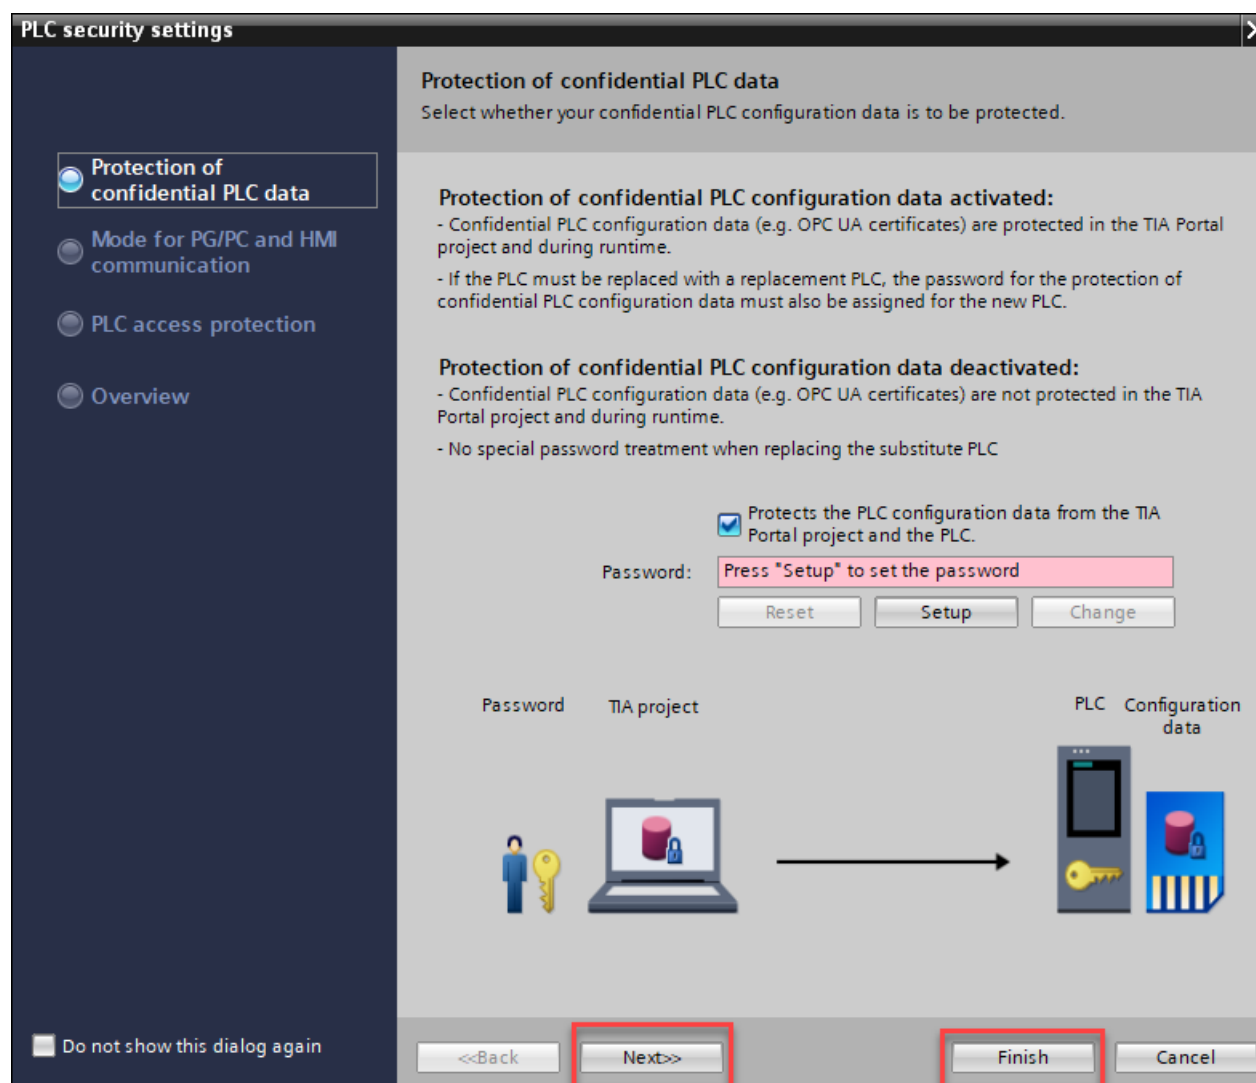 PLC security settings
Protection of confidential PLC data
Select whether your confidential PLC configuration data is to be protected.
Protection of
confidential PLC data
Mode for PG/PC and HMI
communication
PLC access protection
Overview
Protection of confidential PLC configuration data activated:
- Confidential PLC configuration data (e.g. OPC UA certificates) are protected in the TIA Portal
project and during runtime.
- If the PLC must be replaced with a replacement PLC, the password for the protection of
confidential PLC configuration data must also be assigned for the new PLC.
Protection of confidential PLC configuration data deactivated:
- Confidential PLC configuration data (e.g. OPC UA certificates) are not protected in the TIA
Portal project and during runtime.
- No special password treatment when replacing the substitute PLC
Protects the PLC configuration data from the TIA
Portal project and the PLC.
Password: Press "Setup" to set the password
Reset Setup Change
Password TIA project PLC Configuration
data
Do not show this dialog again
<<Back Next>> Finish Cancel